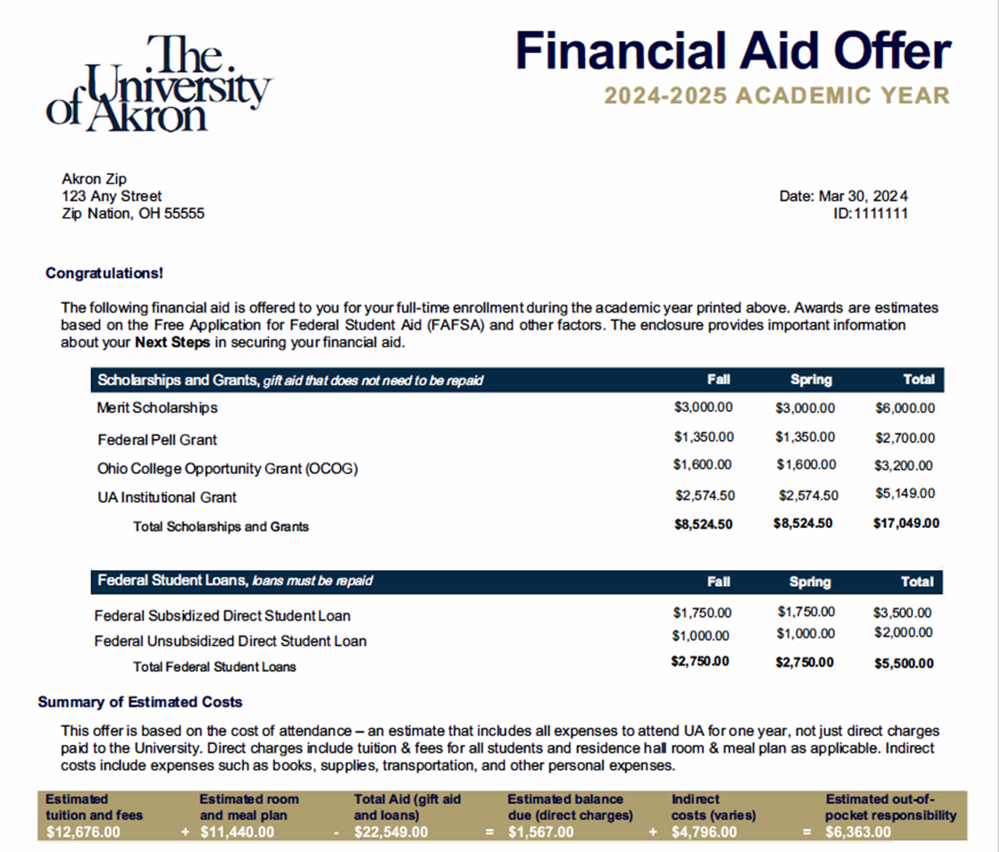 The
University
of Akron
Financial Aid Offer
2024-2025 ACADEMIC YEAR
Akron Zip
123 Any Street
Zip Nation, OH 55555
Date: Mar 30, 2024
ID:1111111
Congratulations!
The following financial aid is offered to you for your full-time enrollment during the academic year printed above. Awards are estimates
based on the Free Application for Federal Student Aid (FAFSA) and other factors. The enclosure provides important information
about your Next Steps in securing your financial aid.
Scholarships and Grants, gift aid that does not need to be repaid Fall Spring Total
Merit Scholarships $3,000.00 $3,000.00 $6,000.00
Federal Pell Grant $1,350.00 $1,350.00 $2,700.00
Ohio College Opportunity Grant (OCOG) $1,600.00 $1,600.00 $3,200.00
UA Institutional Grant $2,574.50 $2,574.50 $5,149.00
Total Scholarships and Grants $8,524.50 $8,524.50 $17,049.00
Federal Student Loans, loans must be repaid Fall Spring Total
Federal Subsidized Direct Student Loan $1,750.00 $1,750.00 $3,500.00
Federal Unsubsidized Direct Student Loan $1,000.00 $1,000.00 $2,000.00
Total Federal Student Loans $2,750.00 $2,750.00 $5,500.00
Summary of Estimated Costs
This offer is based on the cost of attendance – an estimate that includes all expenses to attend UA for one year, not just direct charges
paid to the University. Direct charges include tuition & fees for all students and residence hall room & meal plan as applicable. Indirect
costs include expenses such as books, supplies, transportation, and other personal expenses.
Estimated Estimated room Total Aid (gift aid Estimated balance Indirect Estimated out-of-
tuition and fees and meal plan and loans) due (direct charges) costs (varies) pocket responsibility
$12,676.00 + $11,440.00 - $22,549.00 = $1,567.00 + $4,796.00 = $6,363.00